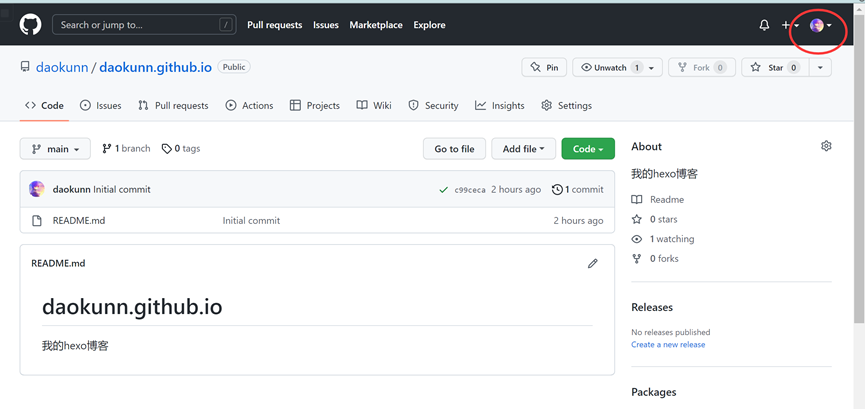 Search or jump to... /
Pull requests Issues Marketplace Explore
daokunn / daokunn.github.io Public
Pin Unwatch 1 Fork 0 Star 0
Code Issues Pull requests Actions Projects Wiki Security Insights Settings
main 1 branch 0 tags
Go to file Add file Code
daokunn Initial commit c99ceca 2 hours ago 1 commit
README.md Initial commit 2 hours ago
README.md
daokunn.github.io
我的hexo博客
About
我的hexo博客
Readme
0 stars
1 watching
0 forks
Releases
No releases published
Create a new release
Packages